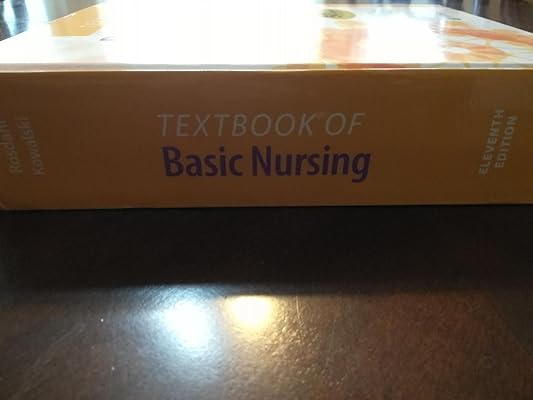 Rosdahl
Kowalski
TEXTBOOK OF
Basic Nursing
ELEVENTH
EDITION